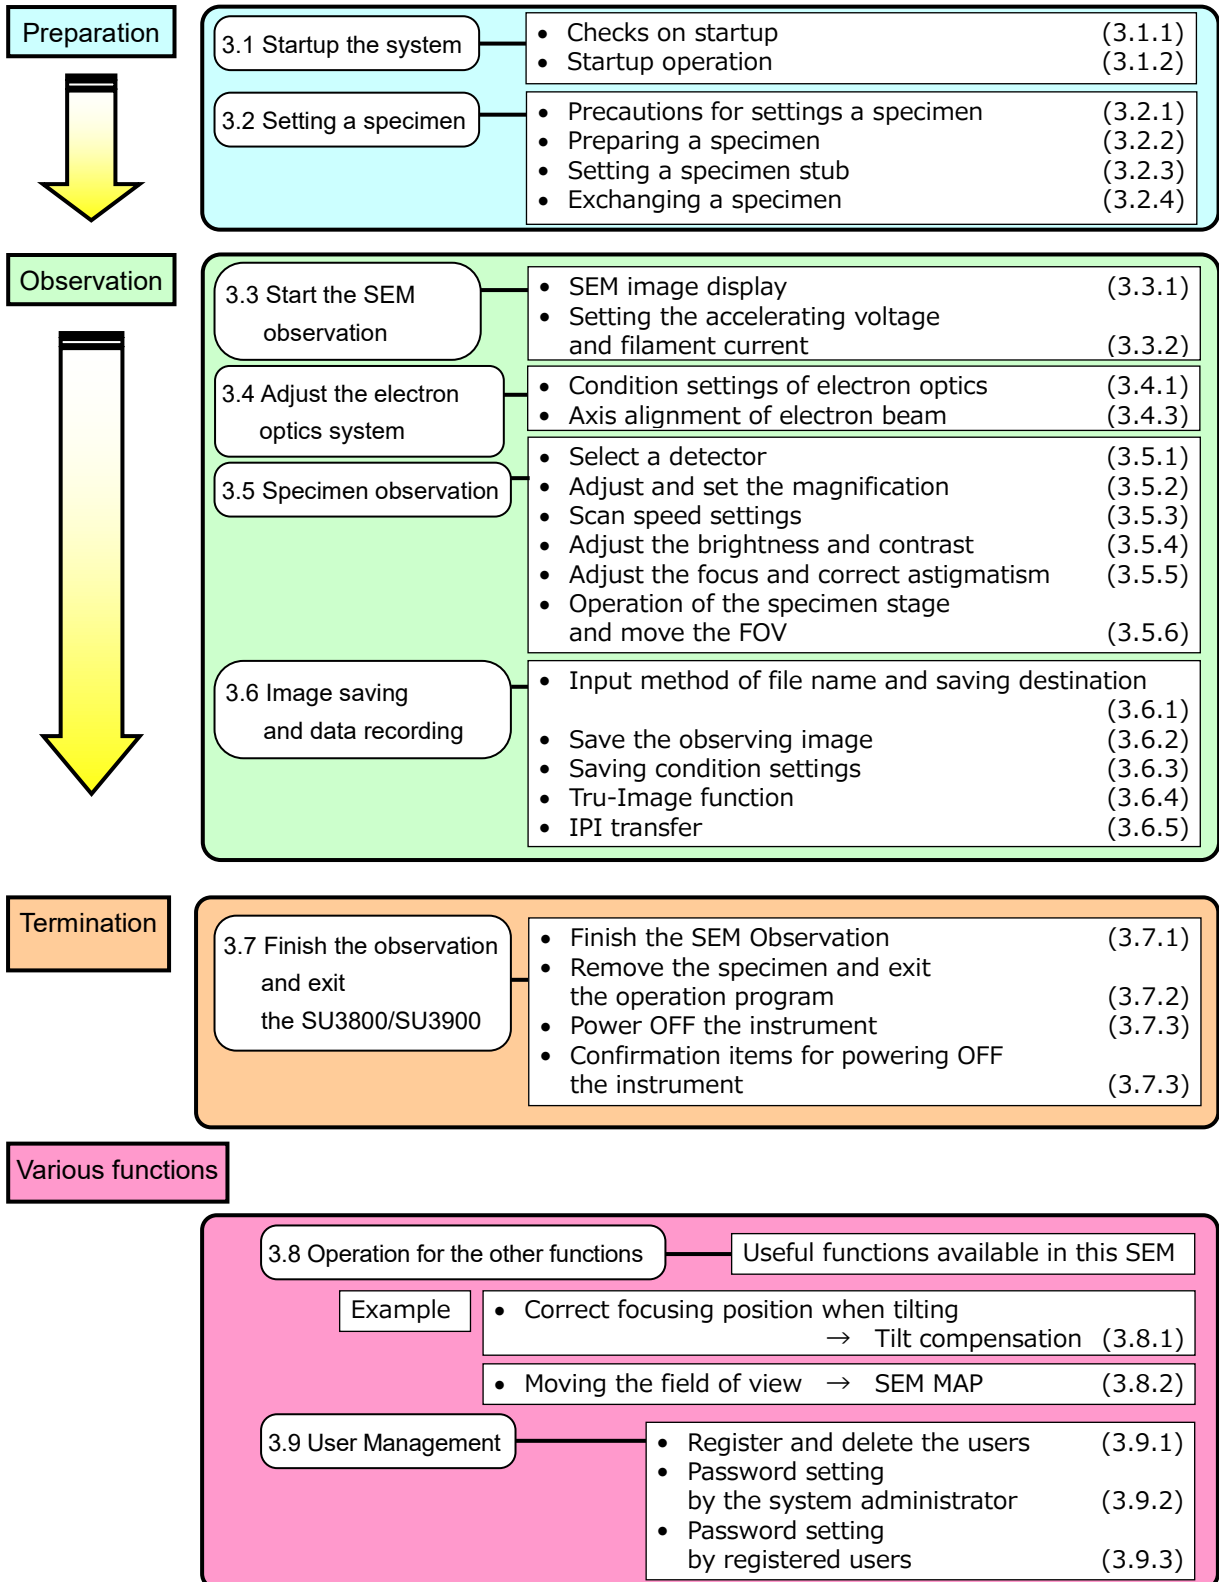 Preparation
3.1 Startup the system
• Checks on startup (3.1.1)
• Startup operation (3.1.2)
3.2 Setting a specimen
• Precautions for settings a specimen (3.2.1)
• Preparing a specimen (3.2.2)
• Setting a specimen stub (3.2.3)
• Exchanging a specimen (3.2.4)
Observation
3.3 Start the SEM
observation
• SEM image display (3.3.1)
• Setting the accelerating voltage
and filament current (3.3.2)
3.4 Adjust the electron
optics system
• Condition settings of electron optics (3.4.1)
• Axis alignment of electron beam (3.4.3)
3.5 Specimen observation
• Select a detector (3.5.1)
• Adjust and set the magnification (3.5.2)
• Scan speed settings (3.5.3)
• Adjust the brightness and contrast (3.5.4)
• Adjust the focus and correct astigmatism (3.5.5)
• Operation of the specimen stage
and move the FOV (3.5.6)
3.6 Image saving
and data recording
• Input method of file name and saving destination
(3.6.1)
• Save the observing image (3.6.2)
• Saving condition settings (3.6.3)
• Tru-Image function (3.6.4)
• IPI transfer (3.6.5)
Termination
3.7 Finish the observation
and exit
the SU3800/SU3900
• Finish the SEM Observation (3.7.1)
• Remove the specimen and exit
the operation program (3.7.2)
• Power OFF the instrument (3.7.3)
• Confirmation items for powering OFF
the instrument (3.7.3)
Various functions
3.8 Operation for the other functions
Useful functions available in this SEM
Example
• Correct focusing position when tilting
→ Tilt compensation (3.8.1)
• Moving the field of view → SEM MAP (3.8.2)
3.9 User Management
• Register and delete the users (3.9.1)
• Password setting
by the system administrator (3.9.2)
• Password setting
by registered users (3.9.3)